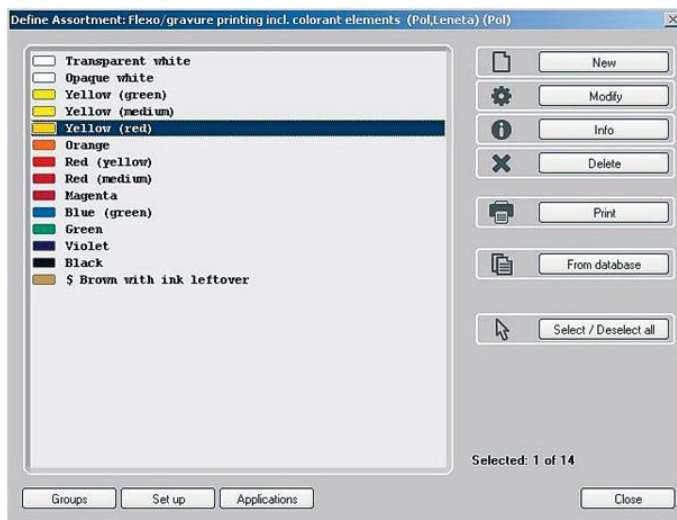 Define Assortment: Flexo/gravure printing incl. colorant elements (Pol,Leneta) (Pol)
Transparent white
Opaque white
Yellow (green)
Yellow (medium)
Yellow (red)
Orange
Red (yellow)
Red (medium)
Magenta
Blue (green)
Green
Violet
Black
$ Brown with ink leftover
New
Modify
Info
Delete
Print
From database
Select / Deselect all
Selected: 1 of 14
Groups
Set up
Applications
Close